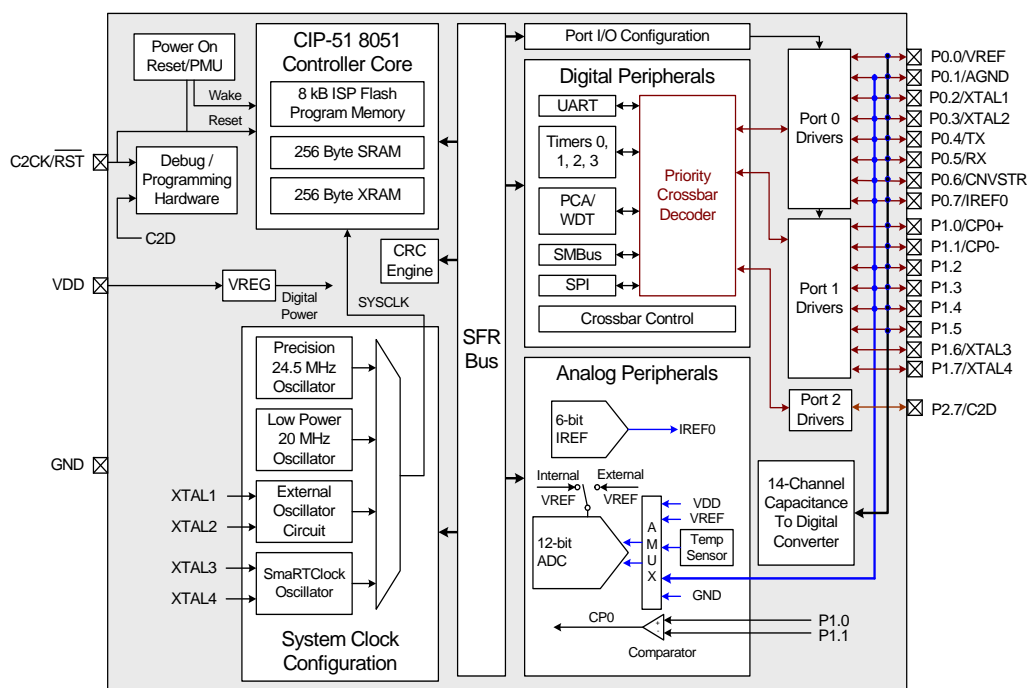 Power On
Reset/PMU
Wake
Reset
C2CK/RST
Debug /
Programming
Hardware
C2D
VDD
VREG
Digital
Power
GND
CIP-51 8051
Controller Core
8 kB ISP Flash
Program Memory
256 Byte SRAM
256 Byte XRAM
CRC
Engine
SYSCLK
Precision
24.5 MHz
Oscillator
Low Power
20 MHz
Oscillator
XTAL1
XTAL2
External
Oscillator
Circuit
XTAL3
XTAL4
SmaRTClock
Oscillator
System Clock
Configuration
SFR
Bus
Port I/O Configuration
Digital Peripherals
UART
Timers 0,
1, 2, 3
PCA/
WDT
SMBus
SPI
Priority
Crossbar
Decoder
Crossbar Control
Analog Peripherals
6-bit
IREF
IREF0
Internal
External
VREF
VREF
12-bit
ADC
A
M
U
X
VDD
VREF
Temp
Sensor
GND
CP0
Comparator
+
-
P1.0
P1.1
Port 0
Drivers
Port 1
Drivers
Port 2
Drivers
14-Channel
Capacitance
To Digital
Converter
P0.0/VREF
P0.1/AGND
P0.2/XTAL1
P0.3/XTAL2
P0.4/TX
P0.5/RX
P0.6/CNVSTR
P0.7/IREF0
P1.0/CP0+
P1.1/CP0-
P1.2
P1.3
P1.4
P1.5
P1.6/XTAL3
P1.7/XTAL4
P2.7/C2D